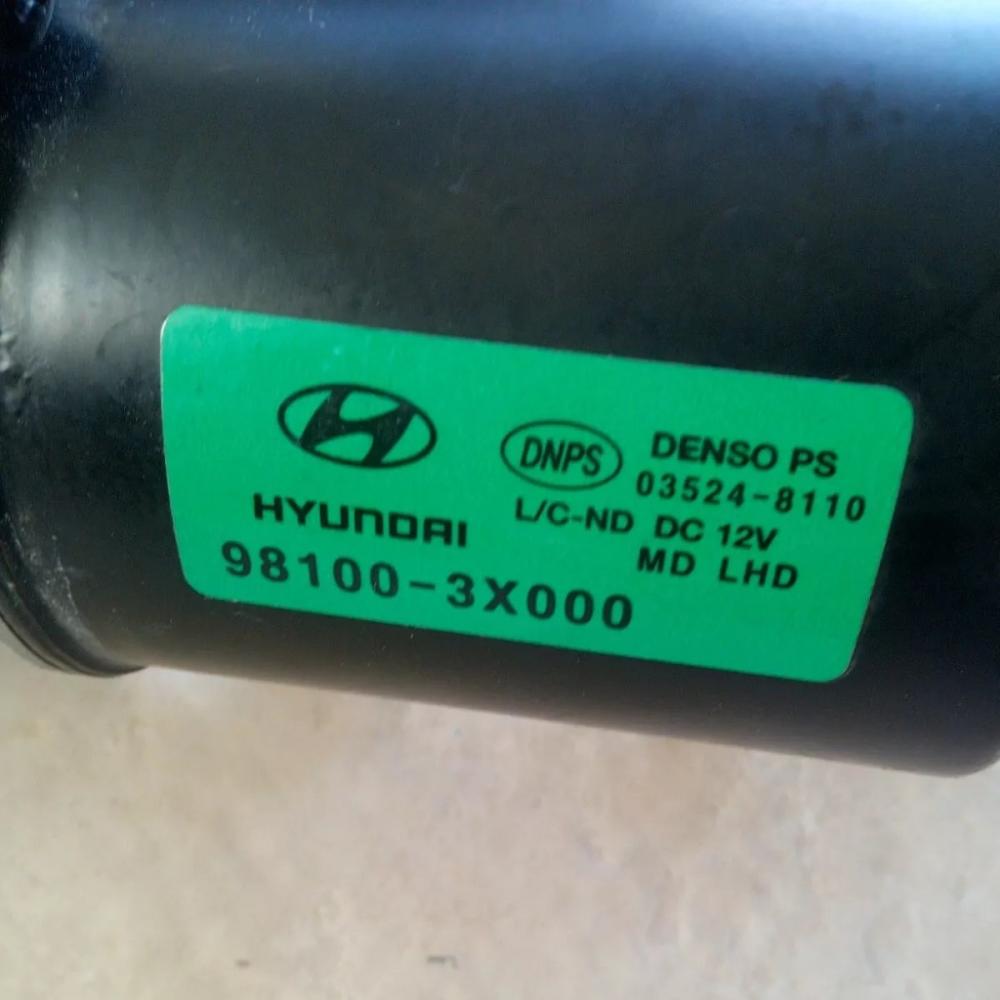 HYUNDAI
98100-3X000
DNPS
DENSO PS
03524-8110
L/C-ND DC 12V
MD LHD